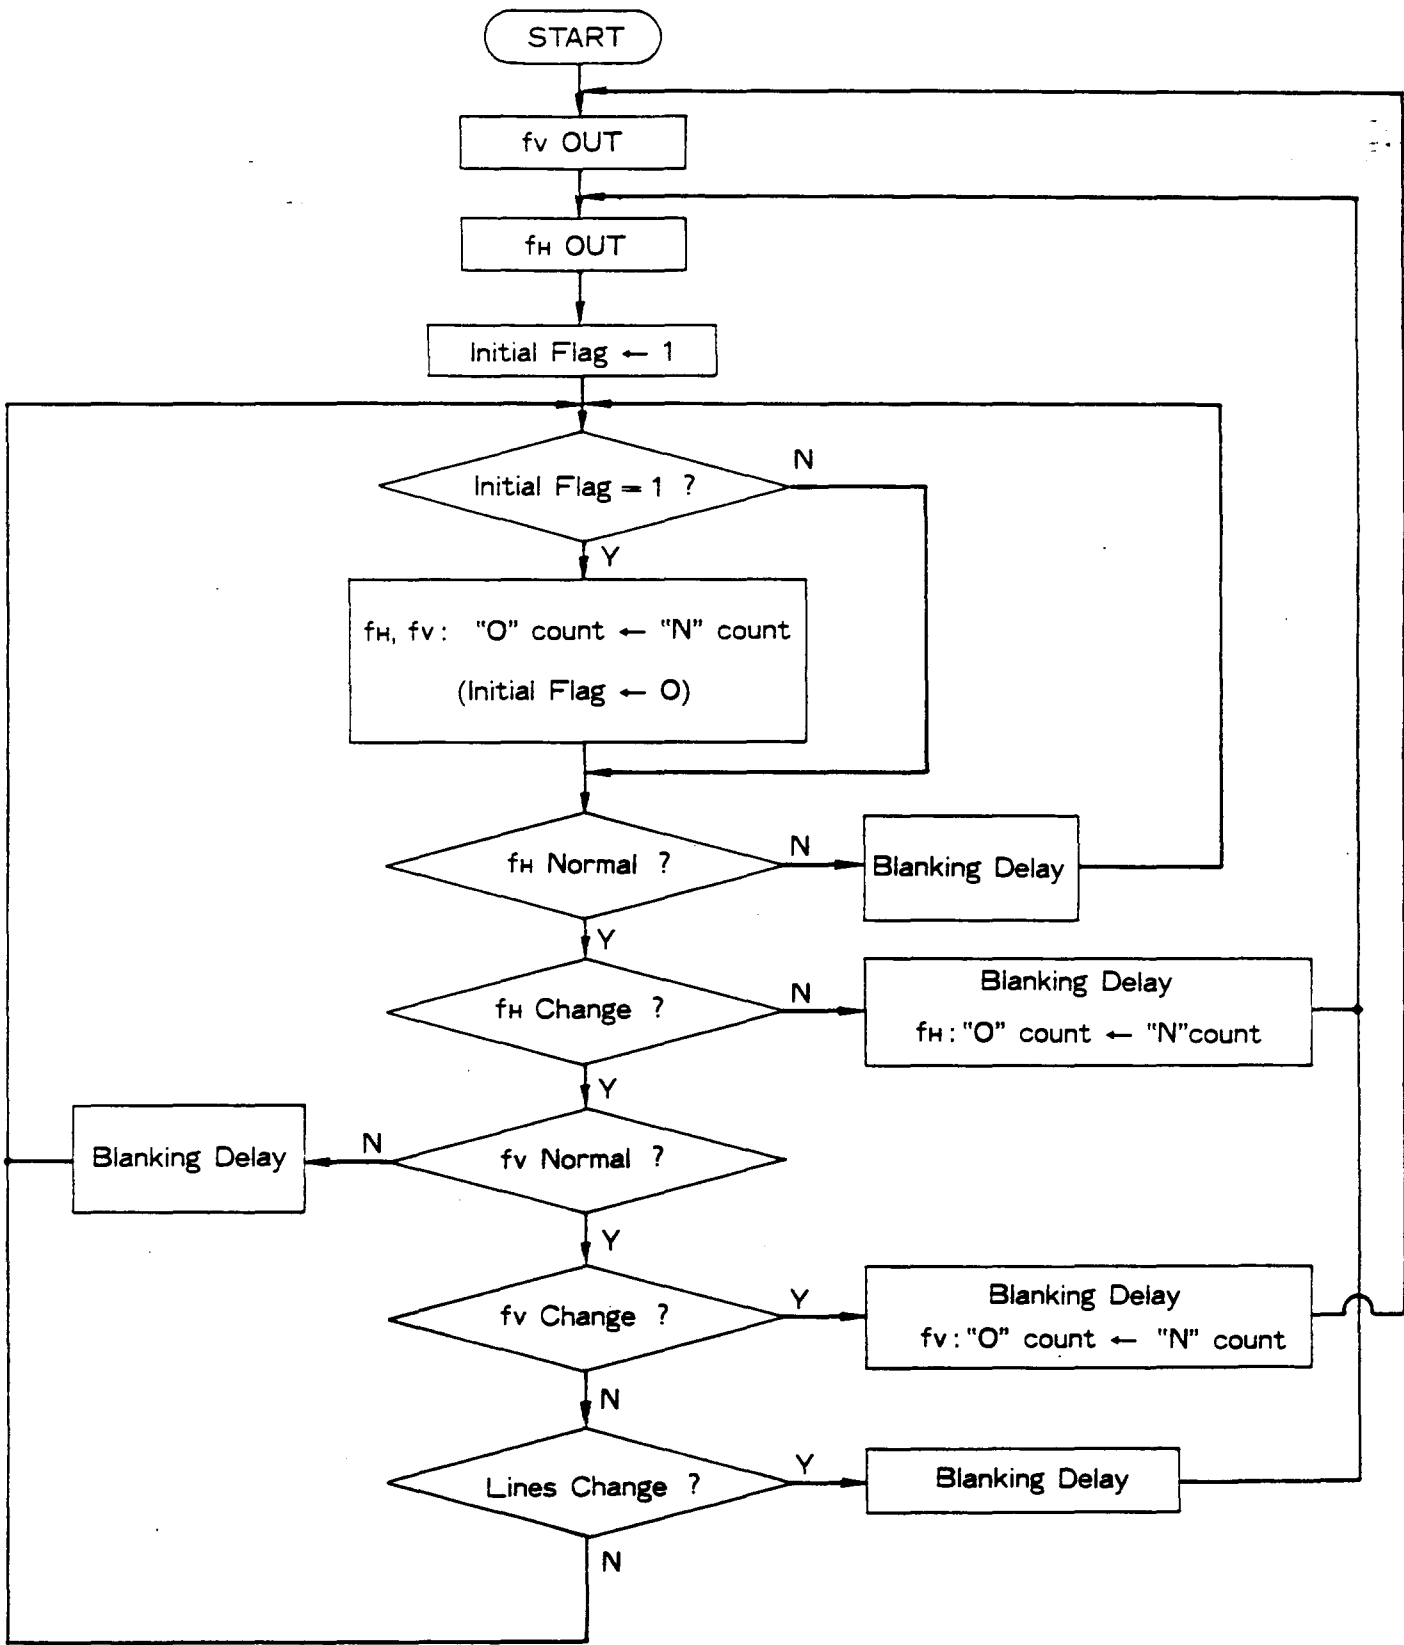 START
fv OUT
fH OUT
Initial Flag ← 1
Initial Flag = 1 ?
N
Y
fH, fv : "O" count ← "N" count
(Initial Flag ← O)
fH Normal ?
N
Blanking Delay
Y
fH Change ?
N
Blanking Delay
fH : "O" count ← "N" count
Y
Blanking Delay
N
fv Normal ?
Y
fv Change ?
Y
Blanking Delay
fv : "O" count ← "N" count
N
Lines Change ?
Y
Blanking Delay
N